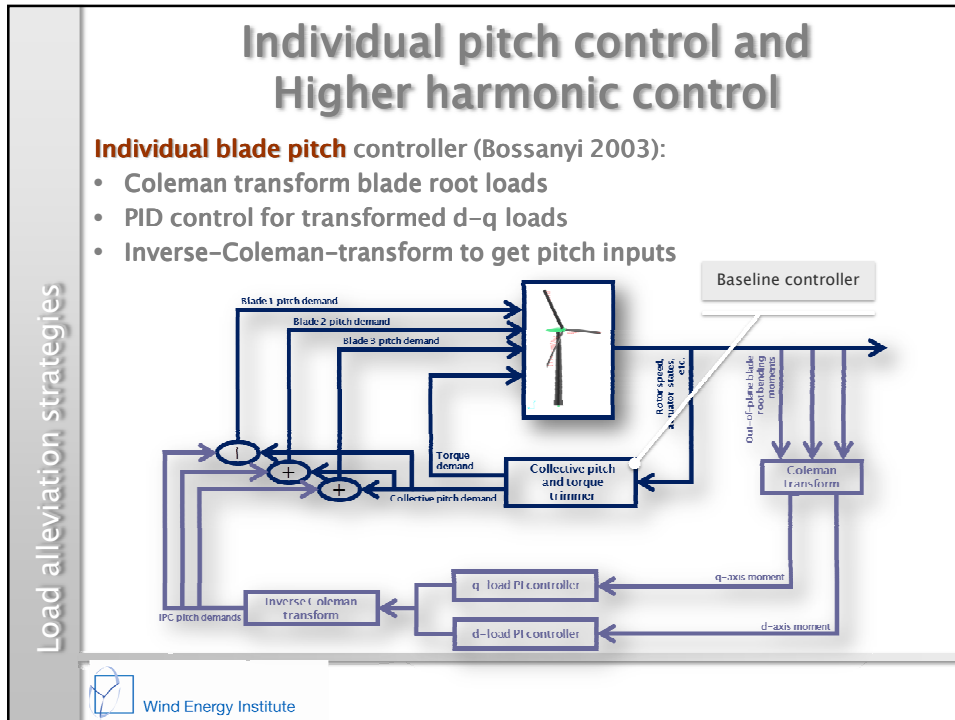 Individual pitch control and
Higher harmonic control
Individual blade pitch controller (Bossanyi 2003):
• Coleman transform blade root loads
• PID control for transformed d-q loads
• Inverse-Coleman-transform to get pitch inputs
Load alleviation strategies
Baseline controller
Blade 1 pitch demand
Blade 2 pitch demand
Blade 3 pitch demand
Rotor speed,
actuator states,
etc.
Out-of-plane blade
root bending
moments
Torque
demand
Collective pitch
and torque
trimmer
Coleman
Transform
+
+
Collective pitch demand
q-axis moment
q load PI controller
Inverse Coleman
transform
IPC pitch demands
d-axis moment
d-load PI controller
Wind Energy Institute